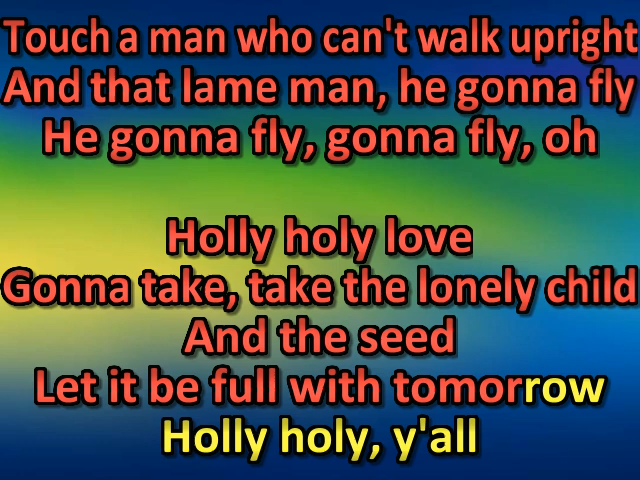 Touch a man who can't walk upright
And that lame man, he gonna fly
He gonna fly, gonna fly, oh
Holly holy love
Gonna take, take the lonely child
And the seed
Let it be full with tomorrow
Holly holy, y'all